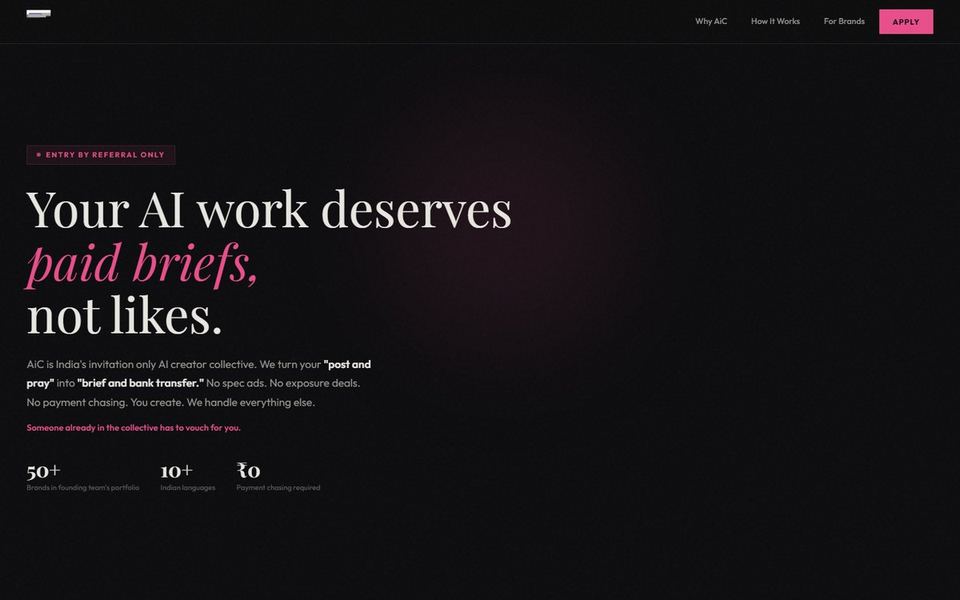 Why AiC
How It Works
For Brands
APPLY
ENTRY BY REFERRAL ONLY
Your AI work deserves
paid briefs,
not likes.
AiC is India's invitation only AI creator collective. We turn your "post and
pray" into "brief and bank transfer." No spec ads. No exposure deals.
No payment chasing. You create. We handle everything else.
Someone already in the collective has to vouch for you.
50+
10+
₹0
Brands in founding team's portfolio
Indian languages
Payment chasing required